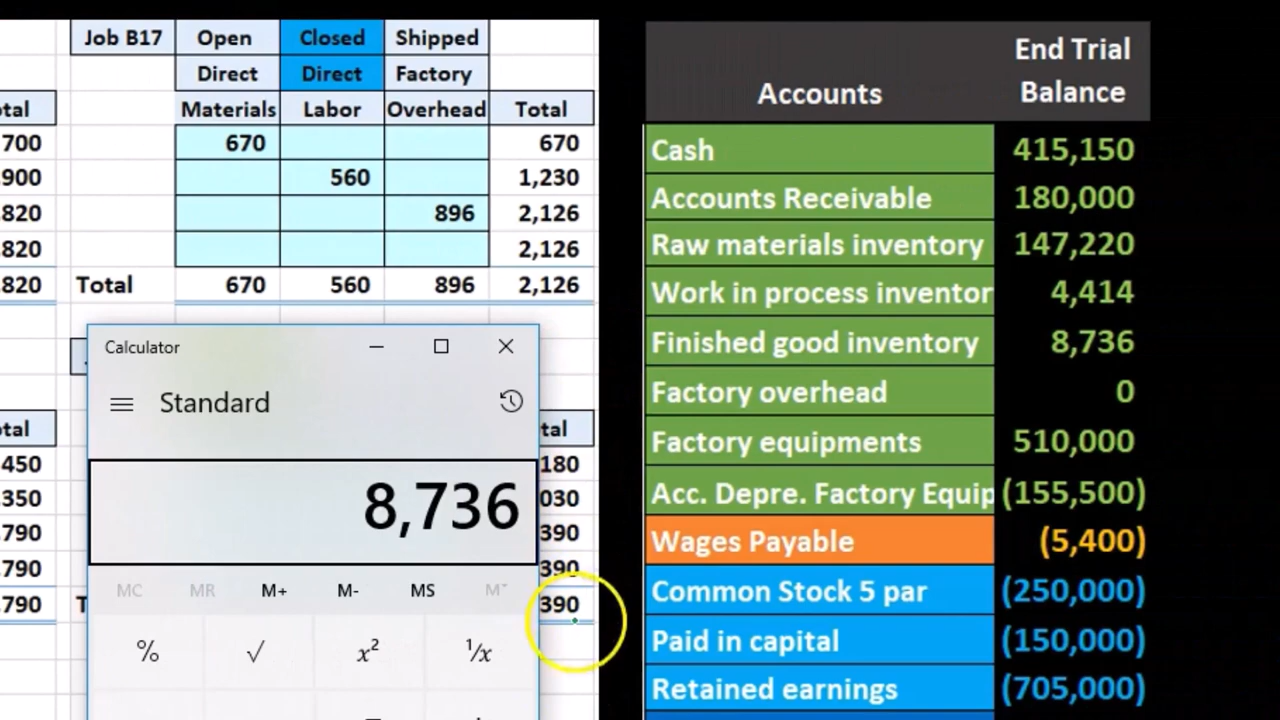 Job B17 Open Closed Shipped
Direct Direct Factory
otal Materials Labor Overhead Total
,700 670 670
,900 560 1,230
,820 896 2,126
,820 2,126
,820 Total 670 560 896 2,126
otal tal
,450 180
,350 030
,790 390
,790 390
,790 T 390
Calculator
Standard
8,736
MC MR M+ M- MS M˅
% √ x² ¹/x
Accounts End Trial Balance
Cash 415,150
Accounts Receivable 180,000
Raw materials inventory 147,220
Work in process inventor 4,414
Finished good inventory 8,736
Factory overhead 0
Factory equipments 510,000
Acc. Depre. Factory Equip (155,500)
Wages Payable (5,400)
Common Stock 5 par (250,000)
Paid in capital (150,000)
Retained earnings (705,000)